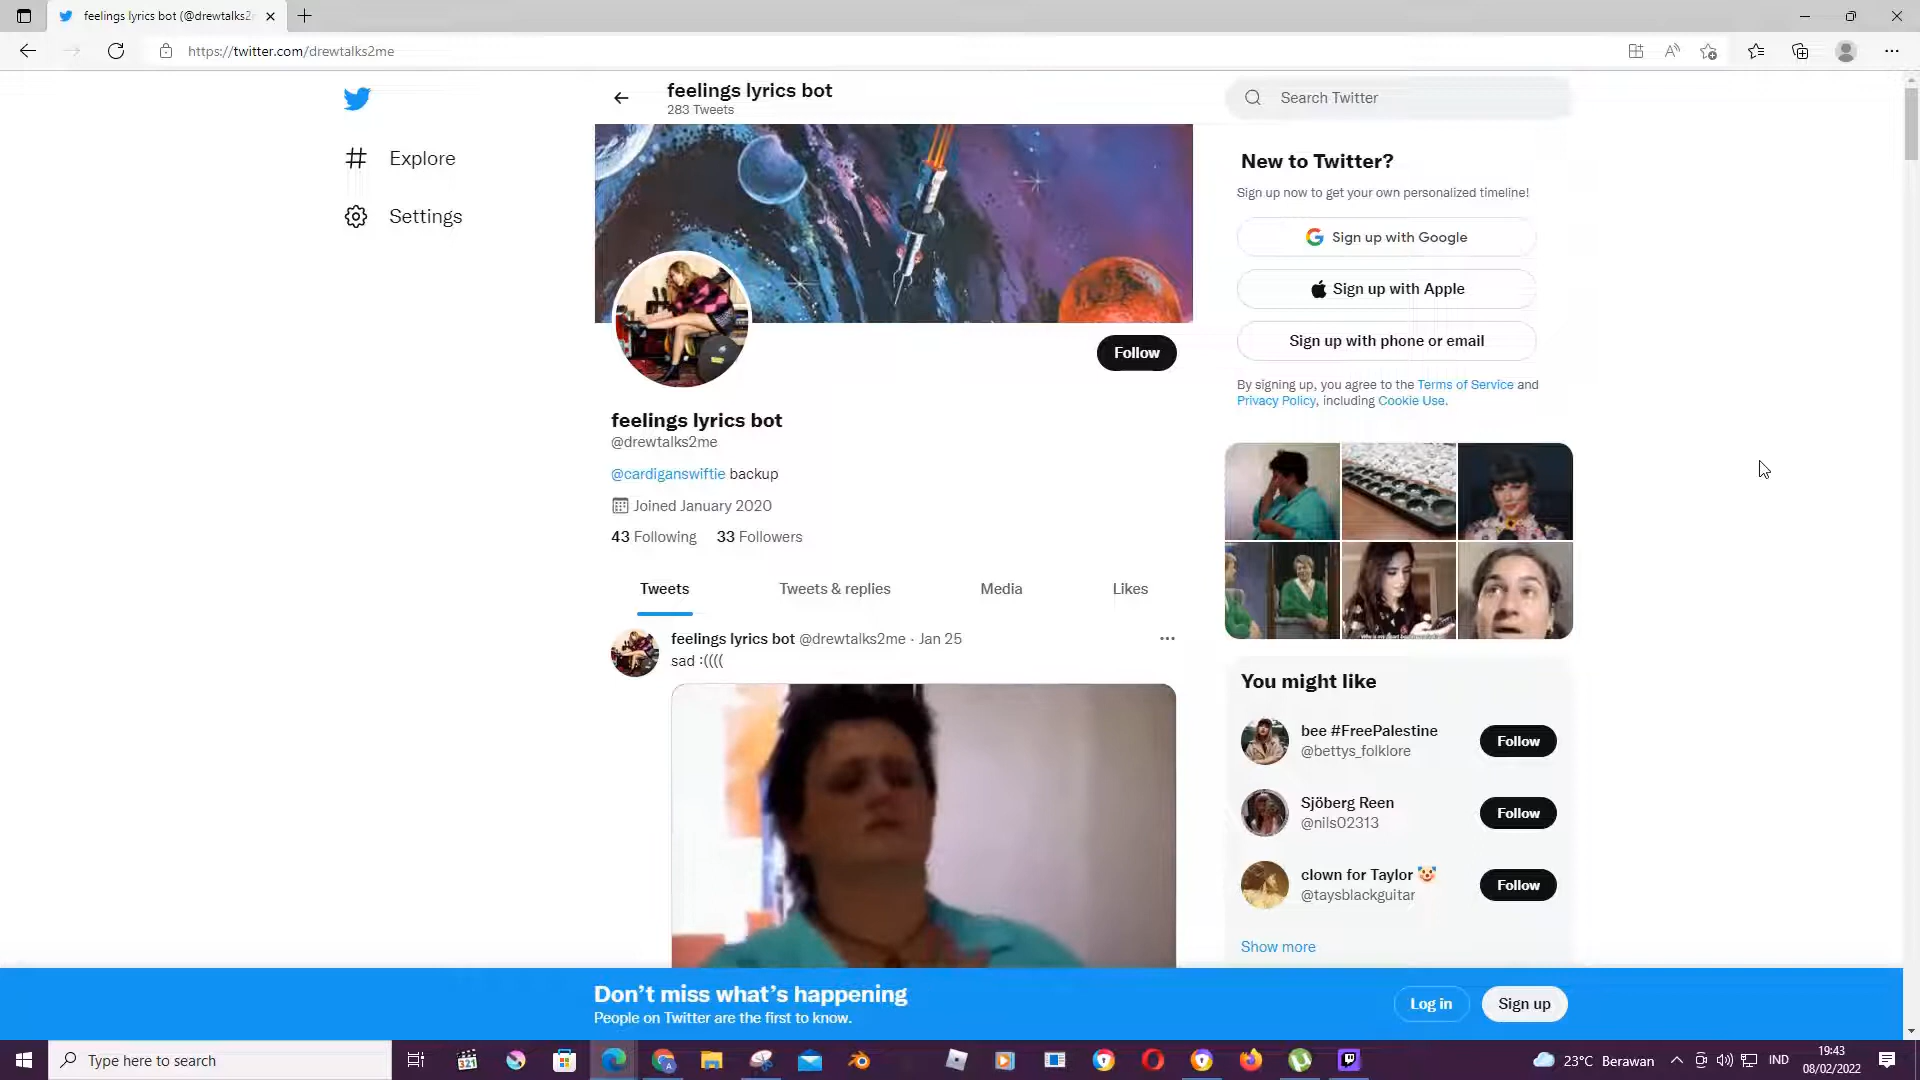 feelings lyrics bot (@drewtalks2
https://twitter.com/drewtalks2me
feelings lyrics bot
283 Tweets
Search Twitter
Explore
Settings
New to Twitter?
Sign up now to get your own personalized timeline!
Sign up with Google
Sign up with Apple
Sign up with phone or email
By signing up, you agree to the Terms of Service and
Privacy Policy, including Cookie Use.
Follow
feelings lyrics bot
@drewtalks2me
@cardiganswiftie backup
Joined January 2020
43 Following 33 Followers
Tweets Tweets & replies Media Likes
feelings lyrics bot @drewtalks2me · Jan 25
sad :((((
You might like
bee #FreePalestine
@bettys_folklore
Follow
Sjöberg Reen
@nils02313
Follow
clown for Taylor 🤡
@taysblackguitar
Follow
Show more
Don’t miss what’s happening
People on Twitter are the first to know.
Log in
Sign up
Type here to search
321
23°C Berawan
IND
19:43
08/02/2022